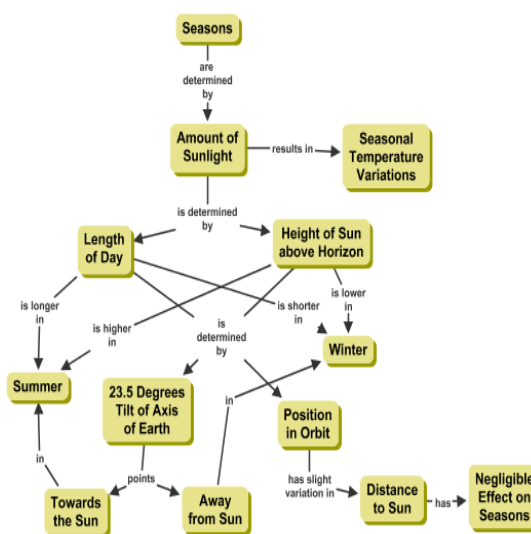 Seasons
are
determined
by
Amount of
Sunlight
results in
Seasonal
Temperature
Variations
is determined
by
Length
of Day
Height of Sun
above Horizon
is longer
in
is higher
in
is
determined
by
is shorter
in
is lower
in
Summer
23.5 Degrees
Tilt of Axis
of Earth
in
Winter
Position
in Orbit
in
points
has slight
variation in
Towards
the Sun
Away
from Sun
Distance
to Sun
has
Negligible
Effect on
Seasons